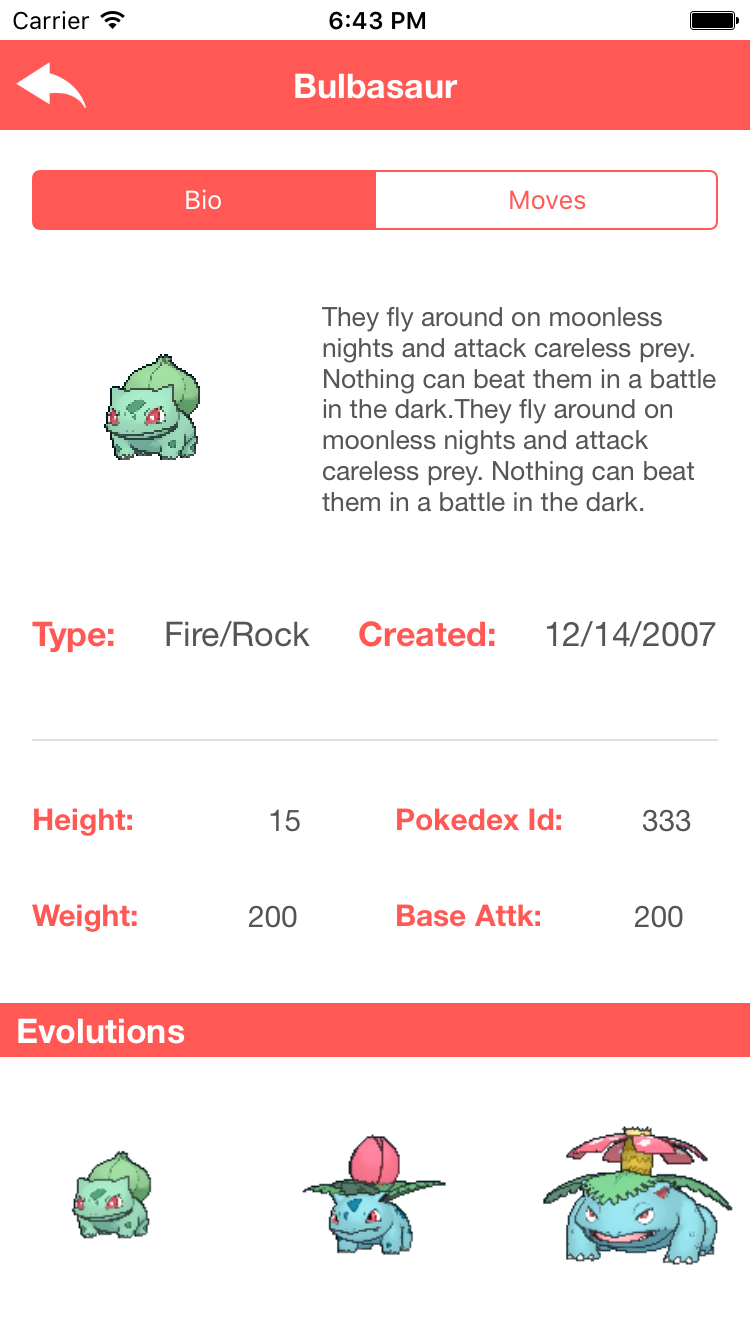 Carrier 6:43 PM
Bulbasaur
Bio Moves
They fly around on moonless
nights and attack careless prey.
Nothing can beat them in a battle
in the dark.They fly around on
moonless nights and attack
careless prey. Nothing can beat
them in a battle in the dark.
Type: Fire/Rock Created: 12/14/2007
Height: 15 Pokedex Id: 333
Weight: 200 Base Attk: 200
Evolutions